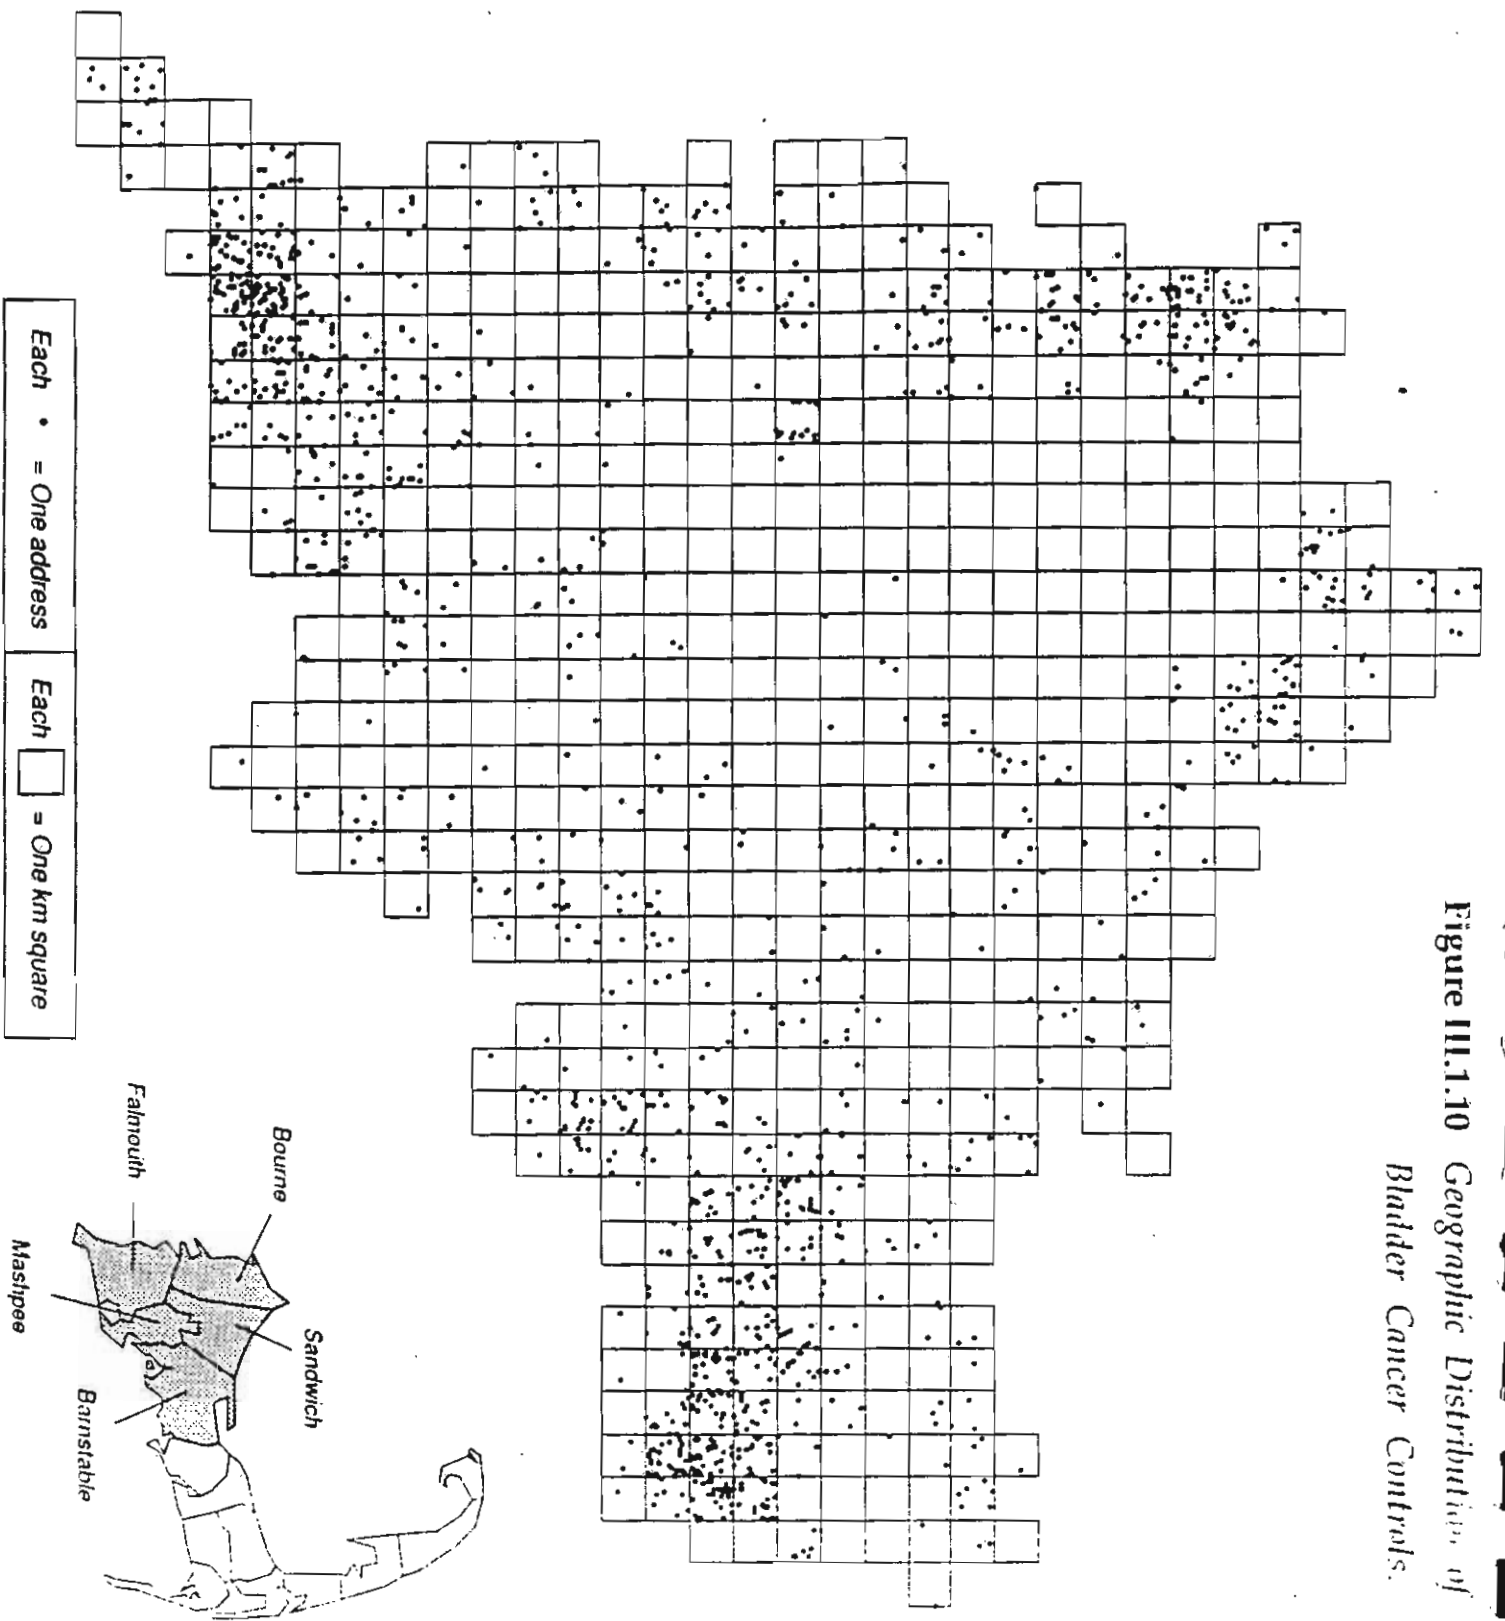 Figure III.1.10 Geographic Distribution of
Bladder Cancer Controls.
Bourne
Falmouth
Sandwich
Mashpee
Barnstable
Each • = One address
Each □ = One km square